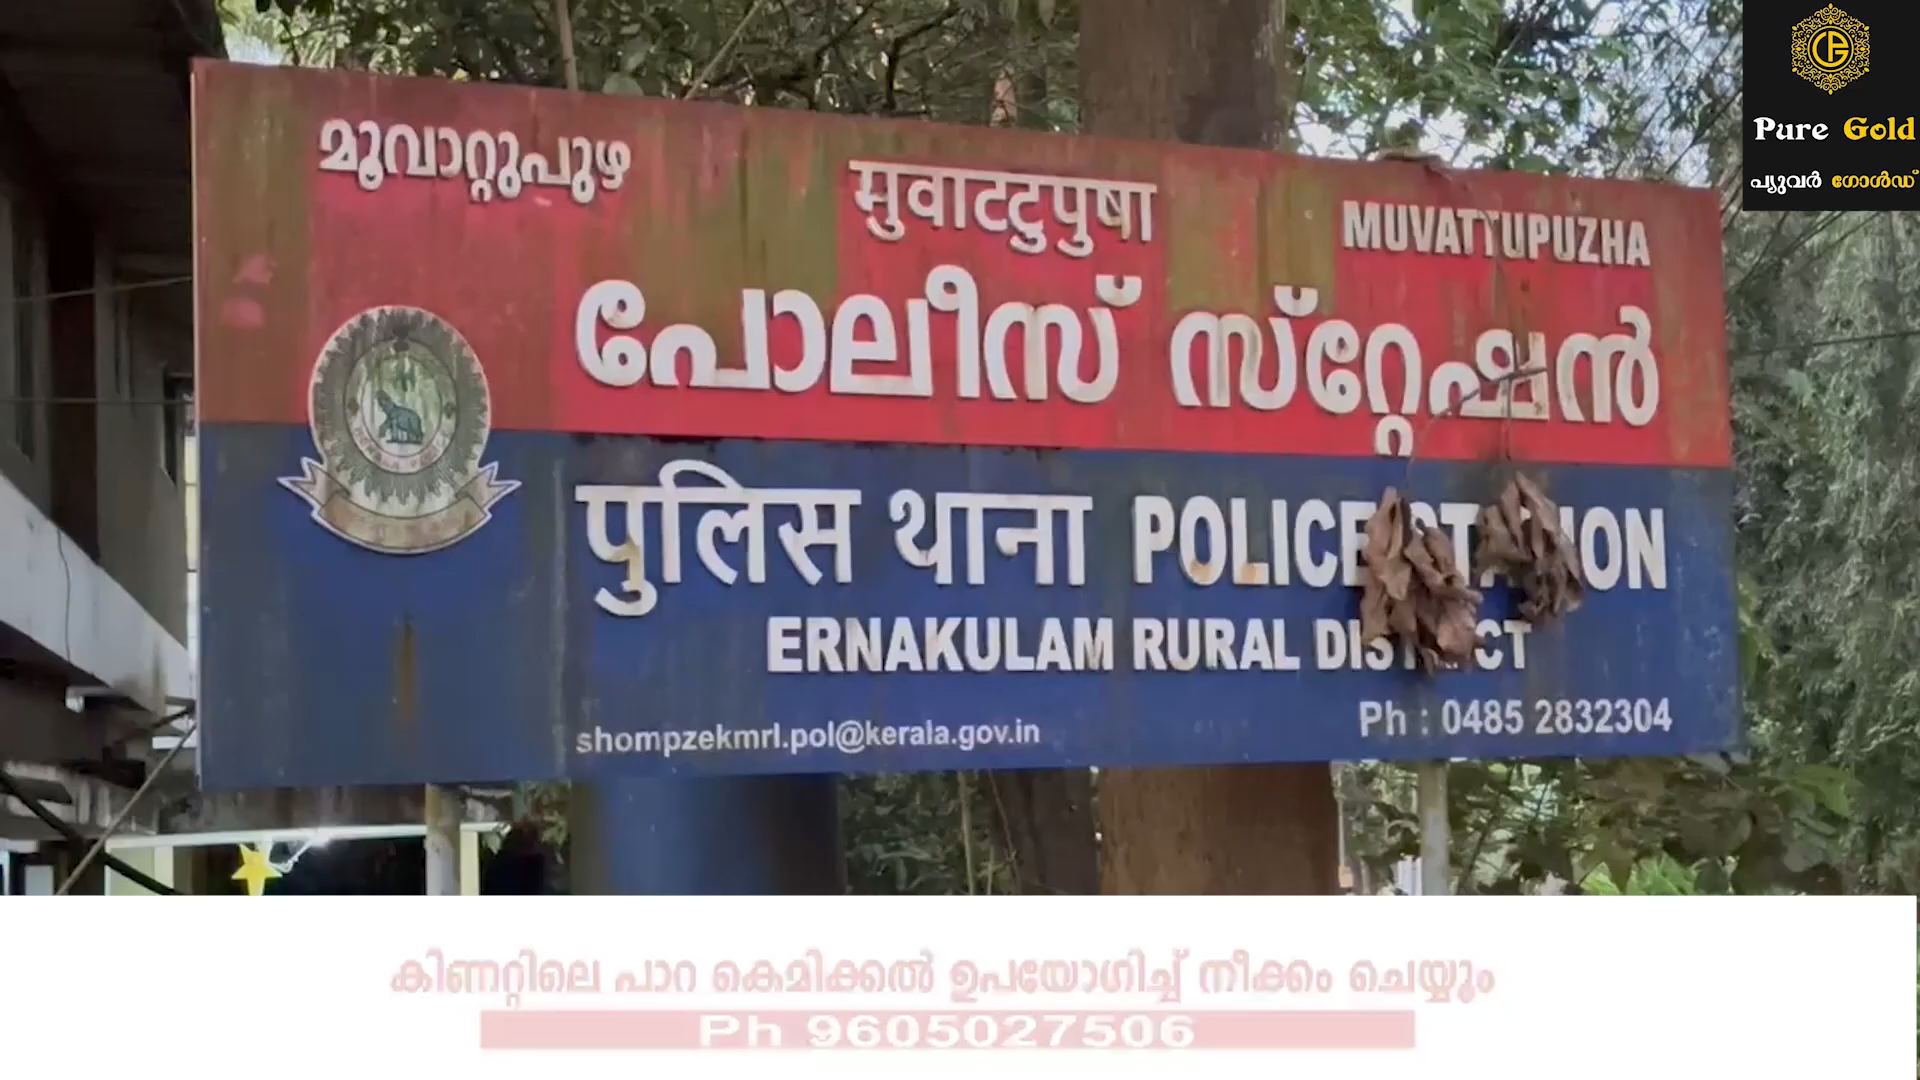 മൂവാറ്റുപുഴ मुवाटटुपुषा MUVATTUPUZHA
പോലീസ് സ്റ്റേഷൻ
पुलिस थाना POLICE STATION
ERNAKULAM RURAL DISTRICT
shompzekmrl.pol@kerala.gov.in Ph : 0485 2832304
Pure Gold
പ്യുവർ ഗോൾഡ്
കിണറ്റിലെ പാറ കെമിക്കൽ ഉപയോഗിച്ച് നീക്കം ചെയ്യും
Ph 9605027506